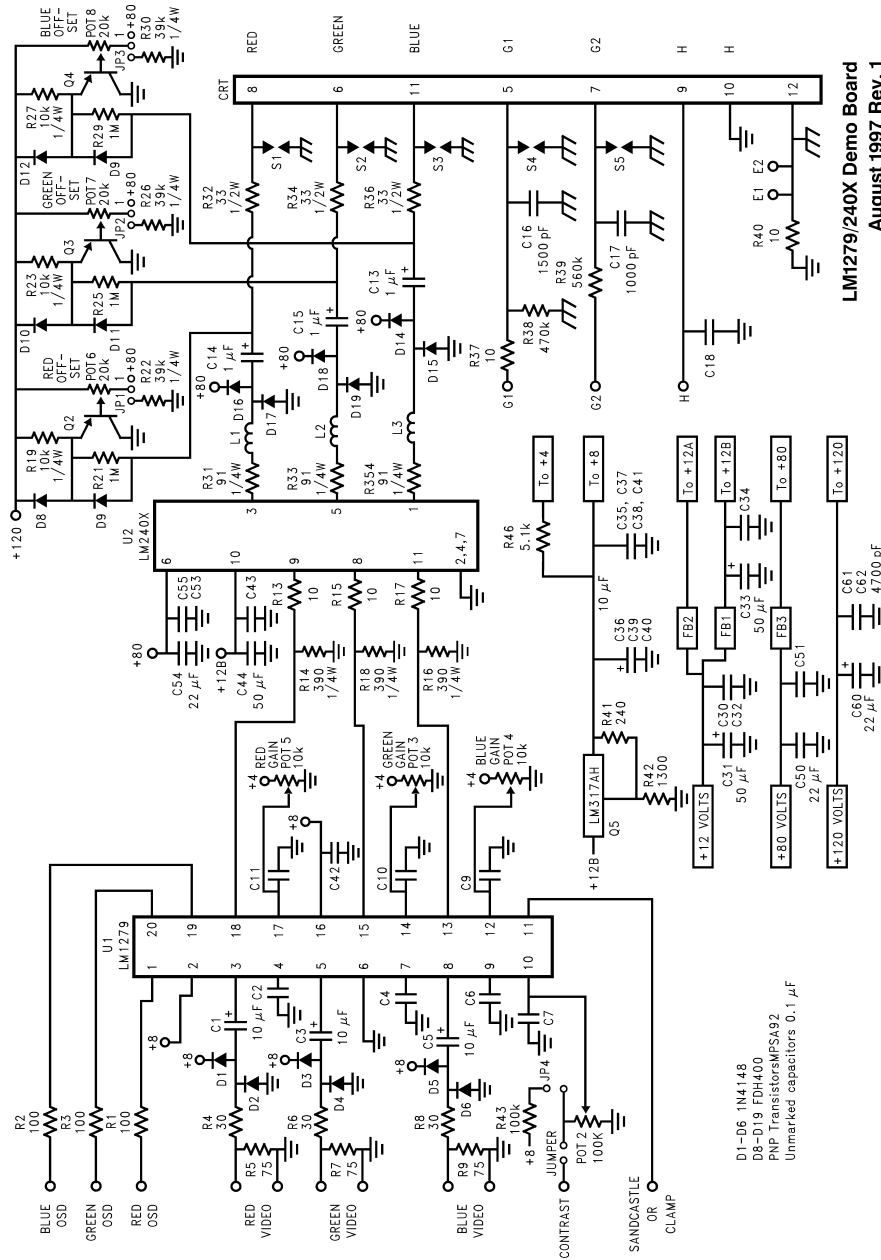 BLUE
OSD
GREEN
OSD
RED
OSD
R2
100
R3
100
R1
100
RED
VIDEO
GREEN
VIDEO
BLUE
VIDEO
CONTRAST
SANDCASTLE
OR
CLAMP
R4
30
R5
75
R6
30
R7
75
R8
30
R9
75
+8
+8
D1
D2
+8
D3
D4
+8
D5
D6
C1
10 μF
C2
C3
10 μF
C4
C5
10 μF
C6
C7
R43
100k
+8
JP4
JUMPER
POT 2
100K
U1
LM1279
1
2
3
4
5
6
7
8
9
10
20
19
18
17
16
15
14
13
12
11
C11
+4
RED
GAIN
POT 5
10k
+8
C42
C10
+4
GREEN
GAIN
POT 3
10k
C9
+4
BLUE
GAIN
POT 4
10k
+80
C54
22 μF
C55
C53
+12B
C44
50 μF
C43
R13
10
R14
390
1/4W
R15
10
R18
390
1/4W
R17
10
R16
390
1/4W
U2
LM240X
6
10
9
8
11
2,4,7
3
5
1
+120
D8
R19
10k
1/4W
D9
R21
1M
Q2
RED
OFF-
SET
POT6
20k
1
+80
JP1
R22
39k
1/4W
D10
R23
10k
1/4W
D11
R25
1M
Q3
GREEN
OFF-
SET
POT7
20k
1
+80
JP2
R26
39k
1/4W
D12
R27
10k
1/4W
D9
R29
1M
Q4
BLUE
OFF-
SET
POT8
20k
1
+80
JP3
R30
39k
1/4W
R31
91
1/4W
L1
+80
D16
D17
C14
1 μF
R33
91
1/4W
L2
+80
D18
D19
C15
1 μF
R354
91
1/4W
L3
+80
D14
D15
C13
1 μF
R32
33
1/2W
R34
33
1/2W
R36
33
1/2W
S1
S2
S3
S4
S5
CRT
8
6
11
5
7
9
10
12
RED
GREEN
BLUE
G1
G2
H
H
G1
R37
10
R38
470k
C16
1500 pF
G2
R39
560k
C17
1000 pF
H
C18
R40
10
E1
E2
+12B
LM317AH
Q5
R41
240
R42
1300
C36
C39
C40
10 μF
C35, C37
C38, C41
R46
5.1k
To +4
To +8
+12 VOLTS
C31
50 μF
C30
C32
FB2
FB1
C33
50 μF
C34
To +12A
To +12B
+80 VOLTS
C50
22 μF
C51
FB3
To +80
+120 VOLTS
C60
22 μF
C61
C62
4700 pF
To +120
D1-D6 1N4148
D8-D19 FDH400
PNP TransistorsMPSA92
Unmarked capacitors 0.1 μF
LM1279/240X Demo Board
August 1997 Rev. 1